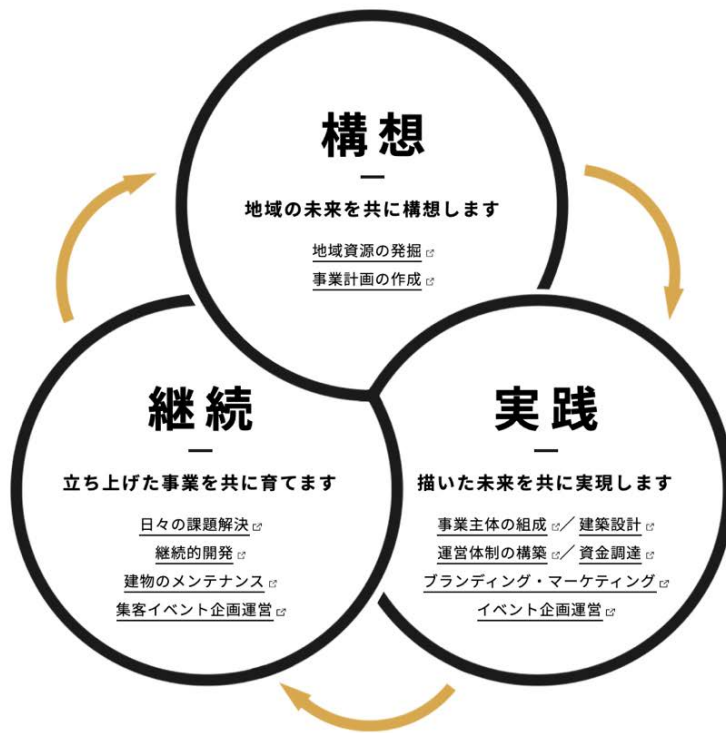 構想
地域の未来を共に構想します
地域資源の発掘
事業計画の作成
継続
立ち上げた事業を共に育てます
日々の課題解決
継続的開発
建物のメンテナンス
集客イベント企画運営
実践
描いた未来を共に実現します
事業主体の組成／建築設計
運営体制の構築／資金調達
ブランディング・マーケティング
イベント企画運営